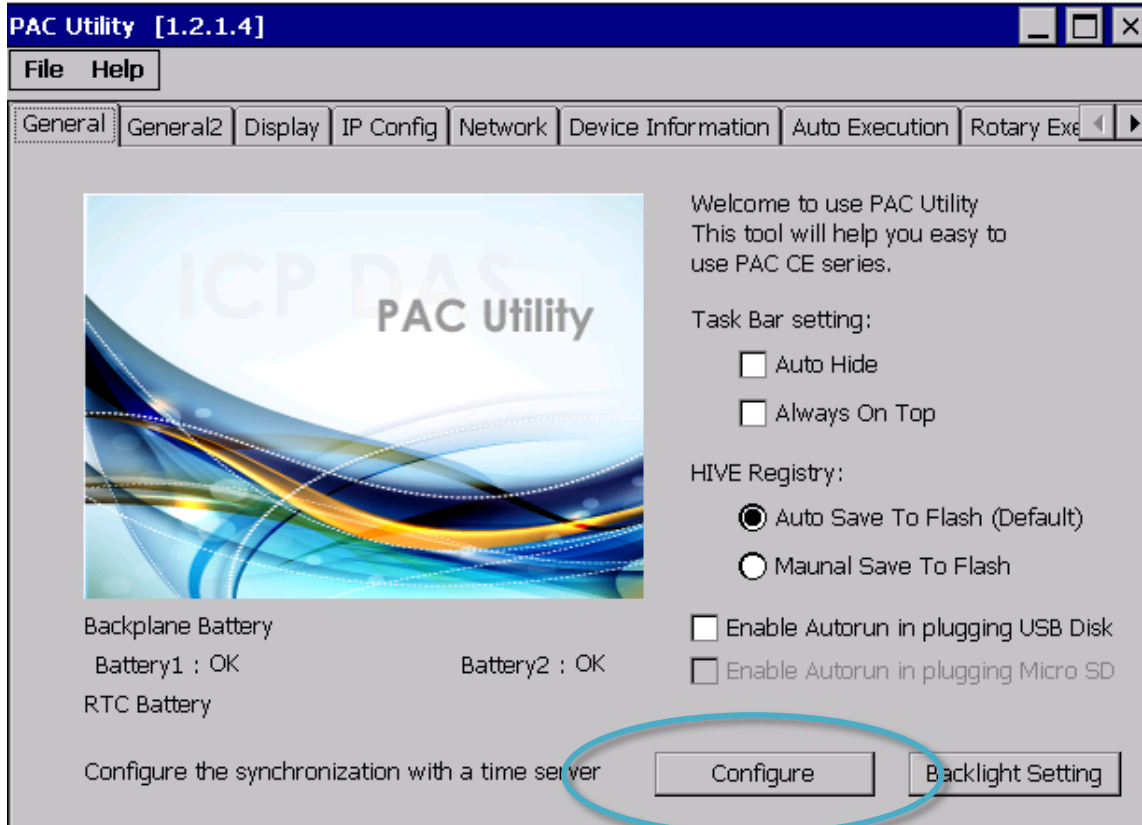 PAC Utility [1.2.1.4]
File Help
General General2 Display IP Config Network Device Information Auto Execution Rotary Exe
ICP DAS
PAC Utility
Welcome to use PAC Utility
This tool will help you easy to
use PAC CE series.
Task Bar setting:
Auto Hide
Always On Top
HIVE Registry:
Auto Save To Flash (Default)
Maunal Save To Flash
Enable Autorun in plugging USB Disk
Enable Autorun in plugging Micro SD
Backplane Battery
Battery1 : OK Battery2 : OK
RTC Battery
Configure the synchronization with a time server Configure Backlight Setting